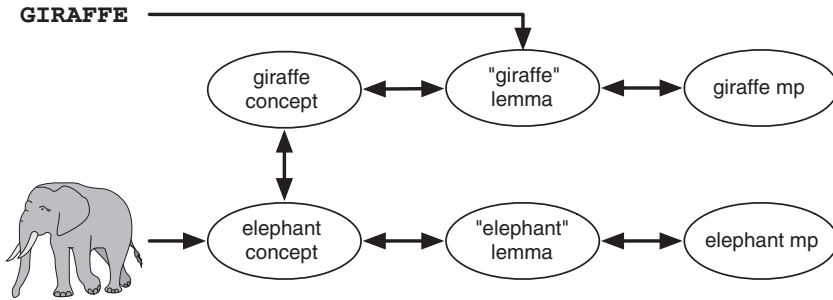 GIRAFFE
giraffe
concept
"giraffe"
lemma
giraffe mp
elephant
concept
"elephant"
lemma
elephant mp